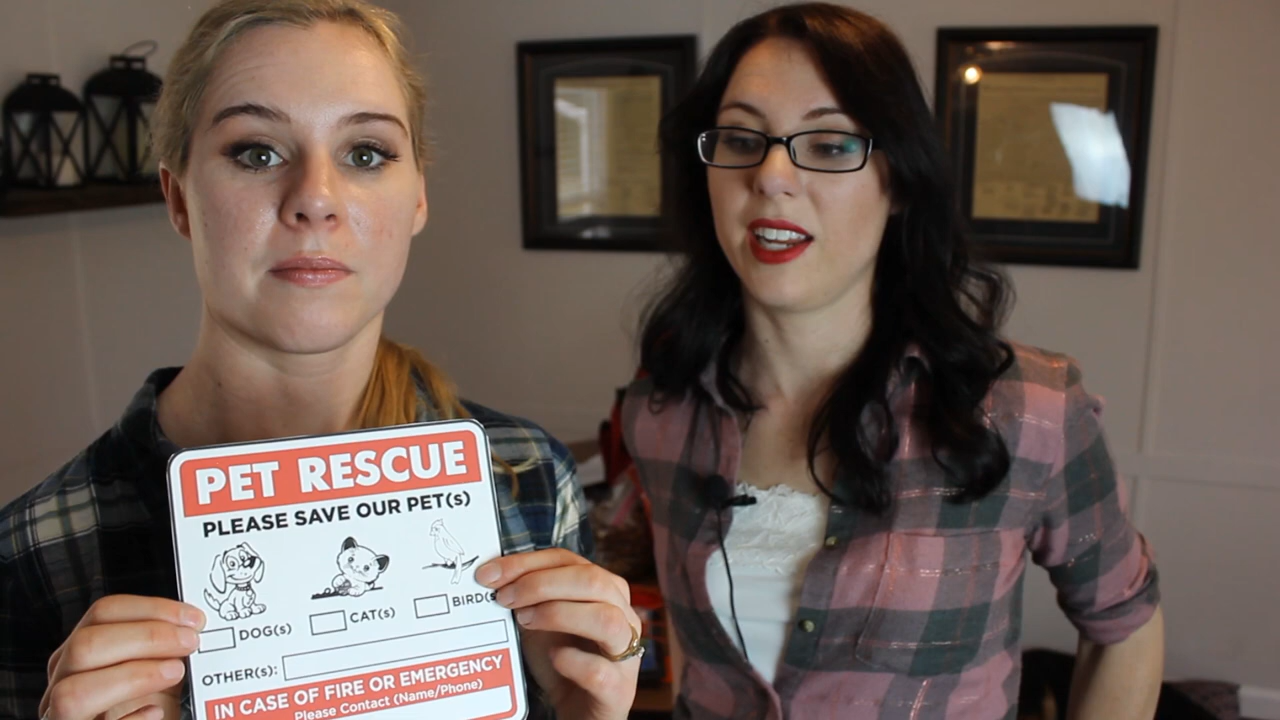 PET RESCUE
PLEASE SAVE OUR PET(s)
DOG(s) CAT(s) BIRD(s
OTHER(s):
IN CASE OF FIRE OR EMERGENCY
Please Contact (Name/Phone)